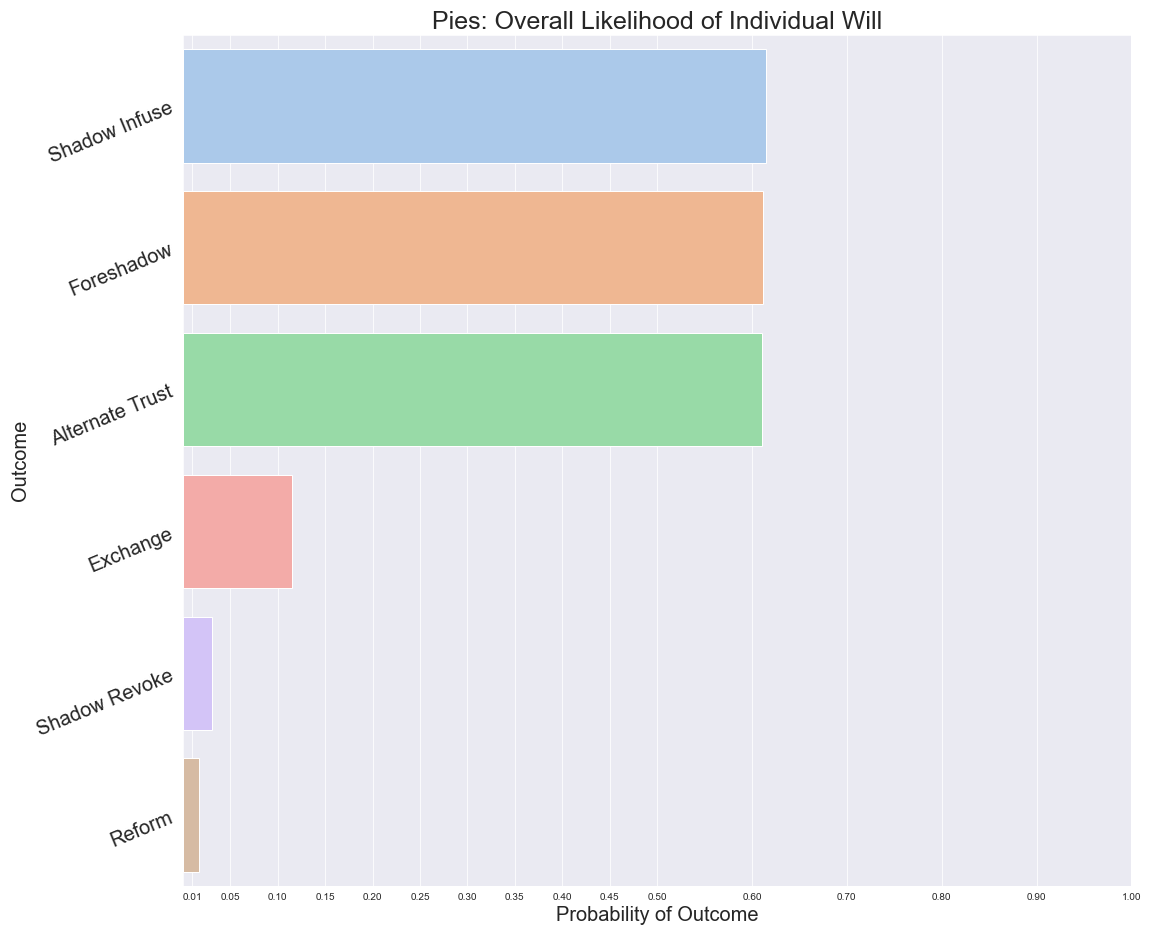 Pies: Overall Likelihood of Individual Will
Outcome
Shadow Infuse
Foreshadow
Alternate Trust
Exchange
Shadow Revoke
Reform
0.01 0.05 0.10 0.15 0.20 0.25 0.30 0.35 0.40 0.45 0.50 0.60 0.70 0.80 0.90 1.00
Probability of Outcome